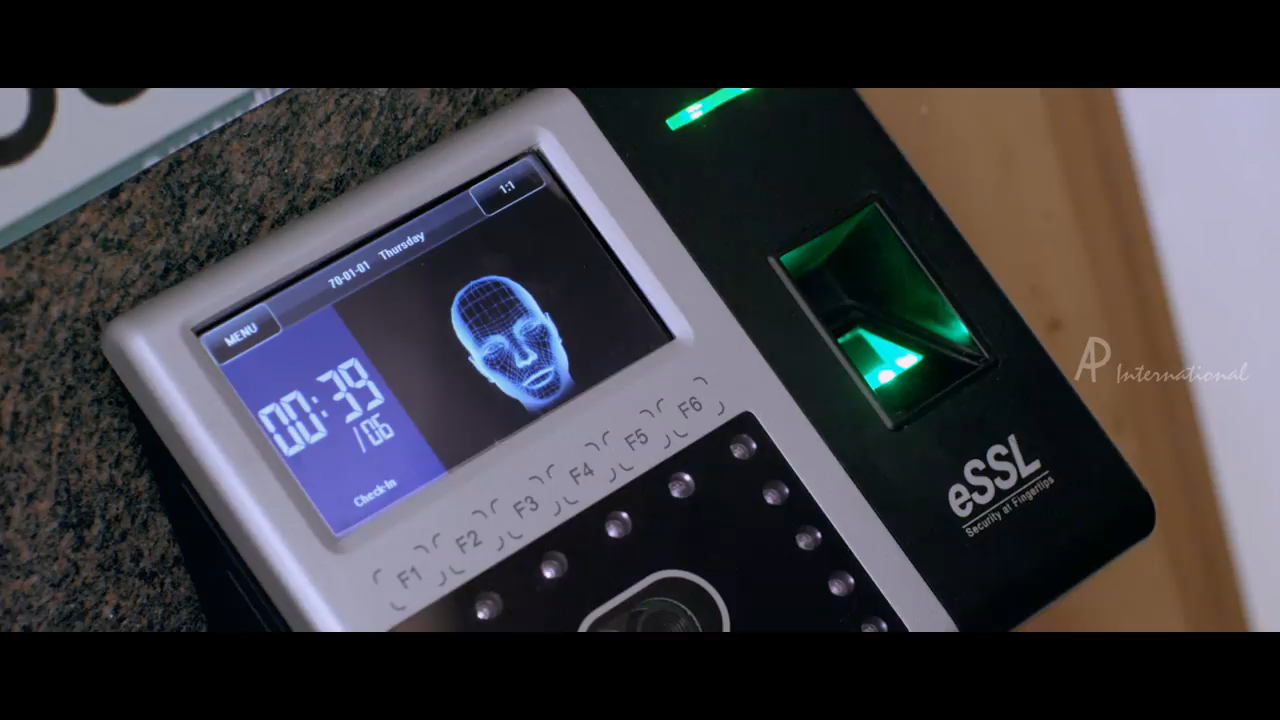 1:1
70-01-01 Thursday
MENU
00:39
/06
Check-In
F1 F2 F3 F4 F5 F6
eSSL
Security at Fingertips
AP International